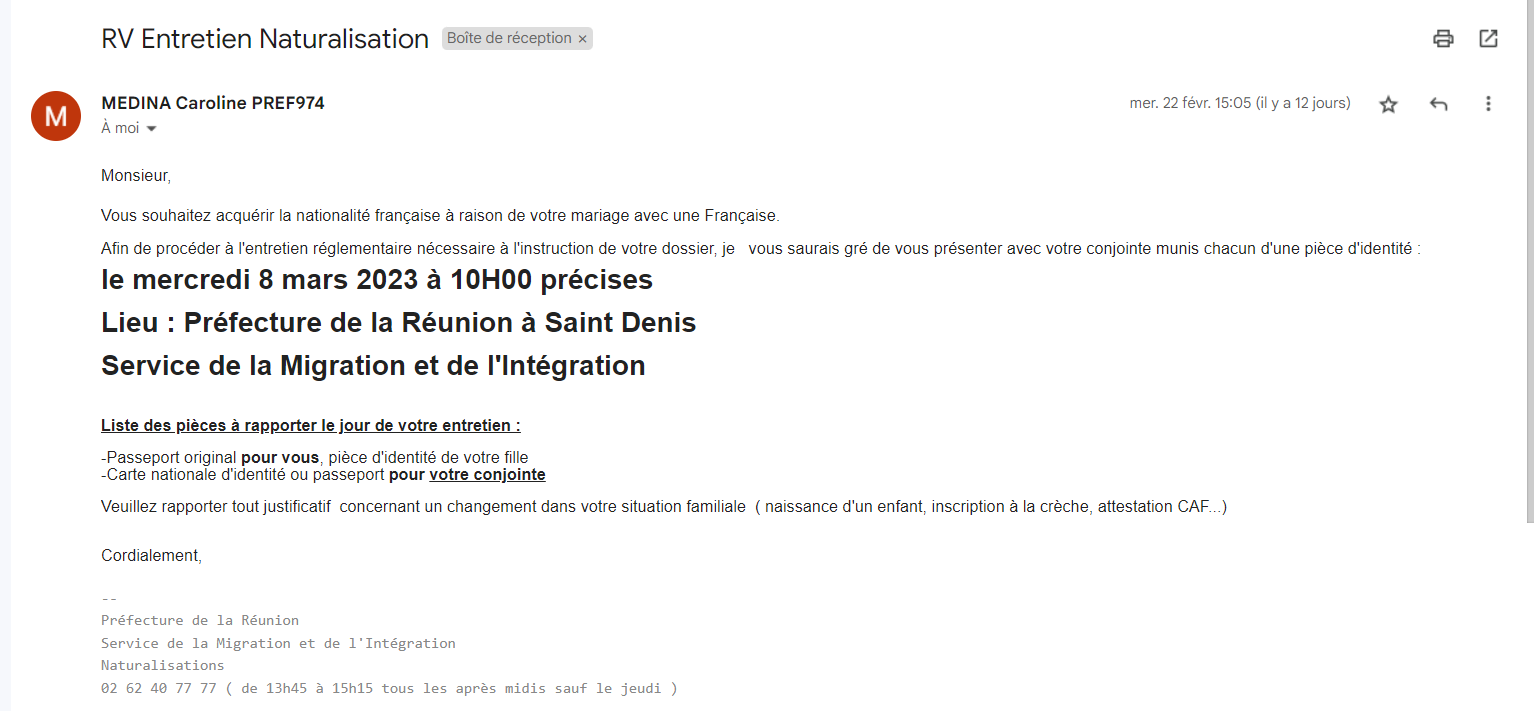 RV Entretien Naturalisation Boîte de réception ×
M
MEDINA Caroline PREF974
mer. 22 févr. 15:05 (il y a 12 jours)
À moi
Monsieur,
Vous souhaitez acquérir la nationalité française à raison de votre mariage avec une Française.
Afin de procéder à l'entretien réglementaire nécessaire à l'instruction de votre dossier, je   vous saurais gré de vous présenter avec votre conjointe munis chacun d'une pièce d'identité :
le mercredi 8 mars 2023 à 10H00 précises
Lieu : Préfecture de la Réunion à Saint Denis
Service de la Migration et de l'Intégration
Liste des pièces à rapporter le jour de votre entretien :
-Passeport original pour vous, pièce d'identité de votre fille
-Carte nationale d'identité ou passeport pour votre conjointe
Veuillez rapporter tout justificatif  concernant un changement dans votre situation familiale  ( naissance d'un enfant, inscription à la crèche, attestation CAF...)
Cordialement,
--
Préfecture de la Réunion
Service de la Migration et de l'Intégration
Naturalisations
02 62 40 77 77 ( de 13h45 à 15h15 tous les après midis sauf le jeudi )